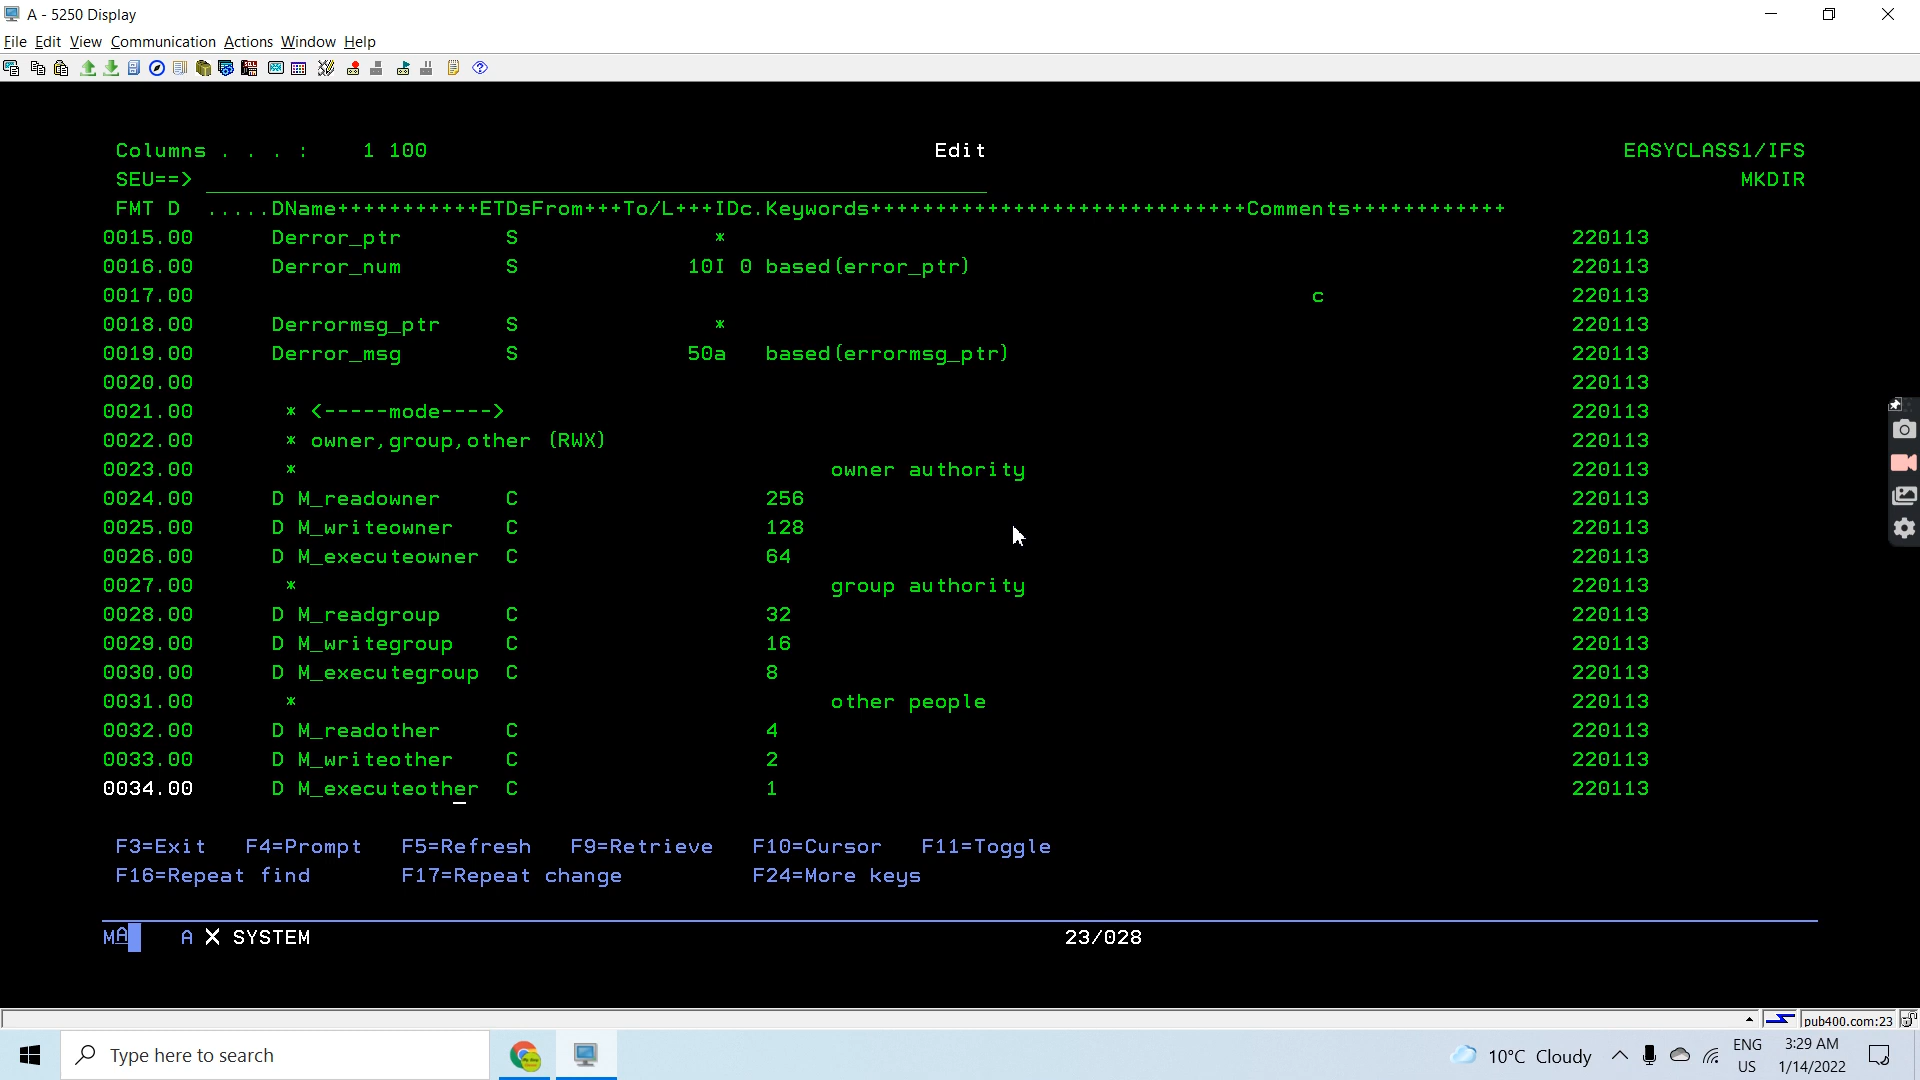 A - 5250 Display
File Edit View Communication Actions Window Help
Columns . . . :    1 100                                        Edit                                        EASYCLASS1/IFS
SEU==>                                                                                                      MKDIR
FMT D  .....DName+++++++++++ETDsFrom+++To/L+++IDc.Keywords+++++++++++++++++++++++++++++Comments++++++++++++
0015.00      Derror_ptr        S               *                                                                 220113
0016.00      Derror_num        S             10I 0 based(error_ptr)                                              220113
0017.00                                                                                      c                   220113
0018.00      Derrormsg_ptr     S               *                                                                 220113
0019.00      Derror_msg        S             50a   based(errormsg_ptr)                                           220113
0020.00                                                                                                          220113
0021.00       * <-----mode---->                                                                                  220113
0022.00       * owner,group,other (RWX)                                                                          220113
0023.00       *                                         owner authority                                          220113
0024.00      D M_readowner     C                   256                                                           220113
0025.00      D M_writeowner    C                   128                                                           220113
0026.00      D M_executeowner  C                   64                                                            220113
0027.00       *                                         group authority                                          220113
0028.00      D M_readgroup     C                   32                                                            220113
0029.00      D M_writegroup    C                   16                                                            220113
0030.00      D M_executegroup  C                   8                                                             220113
0031.00       *                                         other people                                             220113
0032.00      D M_readother     C                   4                                                             220113
0033.00      D M_writeother    C                   2                                                             220113
0034.00      D M_executeother  C                   1                                                             220113
F3=Exit   F4=Prompt   F5=Refresh   F9=Retrieve   F10=Cursor   F11=Toggle
F16=Repeat find       F17=Repeat change          F24=More keys
MA    A X SYSTEM    23/028
pub400.com:23
Type here to search
10°C Cloudy
ENG US
3:29 AM
1/14/2022